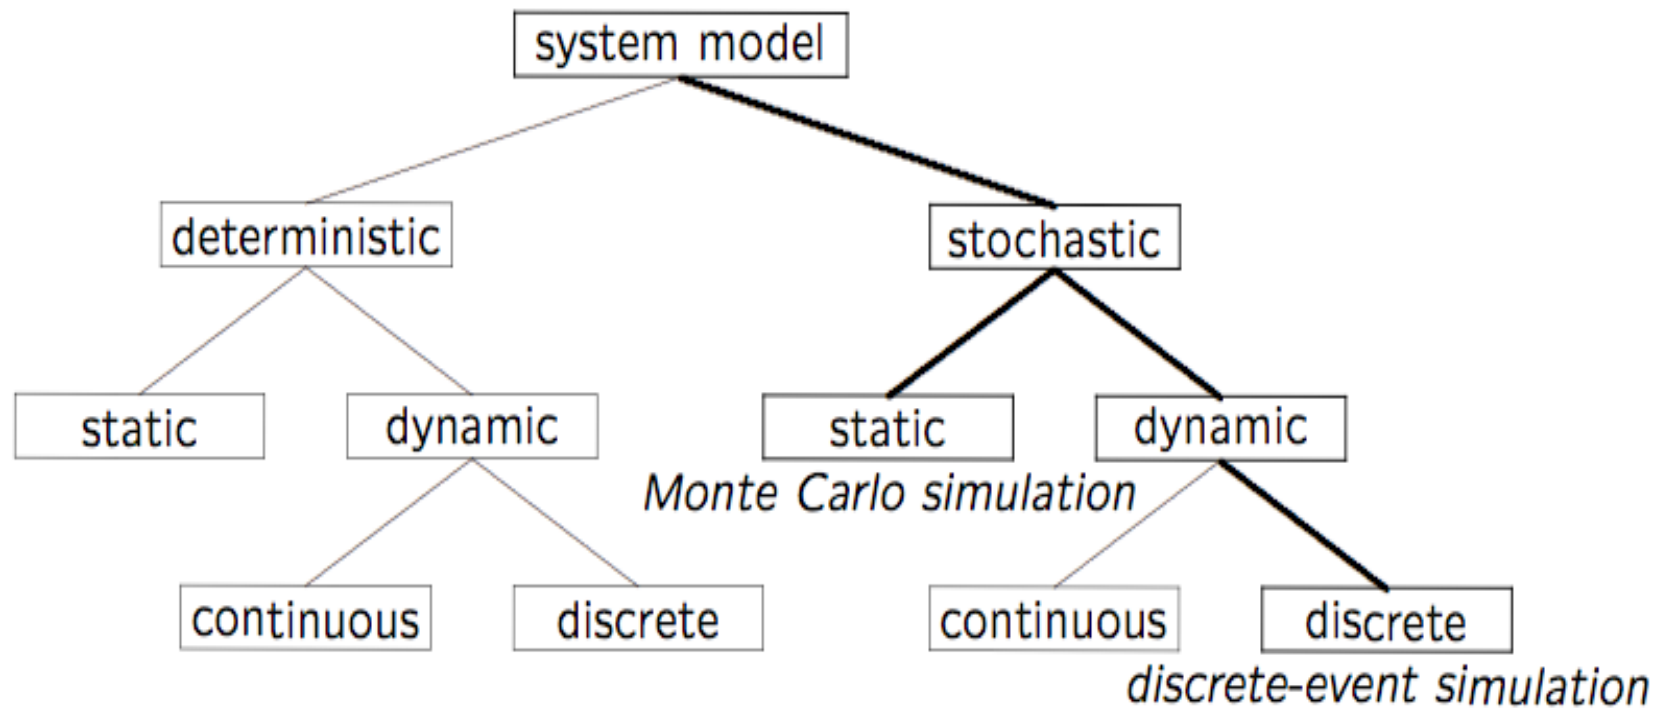 system model
deterministic
stochastic
static
dynamic
static
dynamic
Monte Carlo simulation
continuous
discrete
continuous
discrete
discrete-event simulation